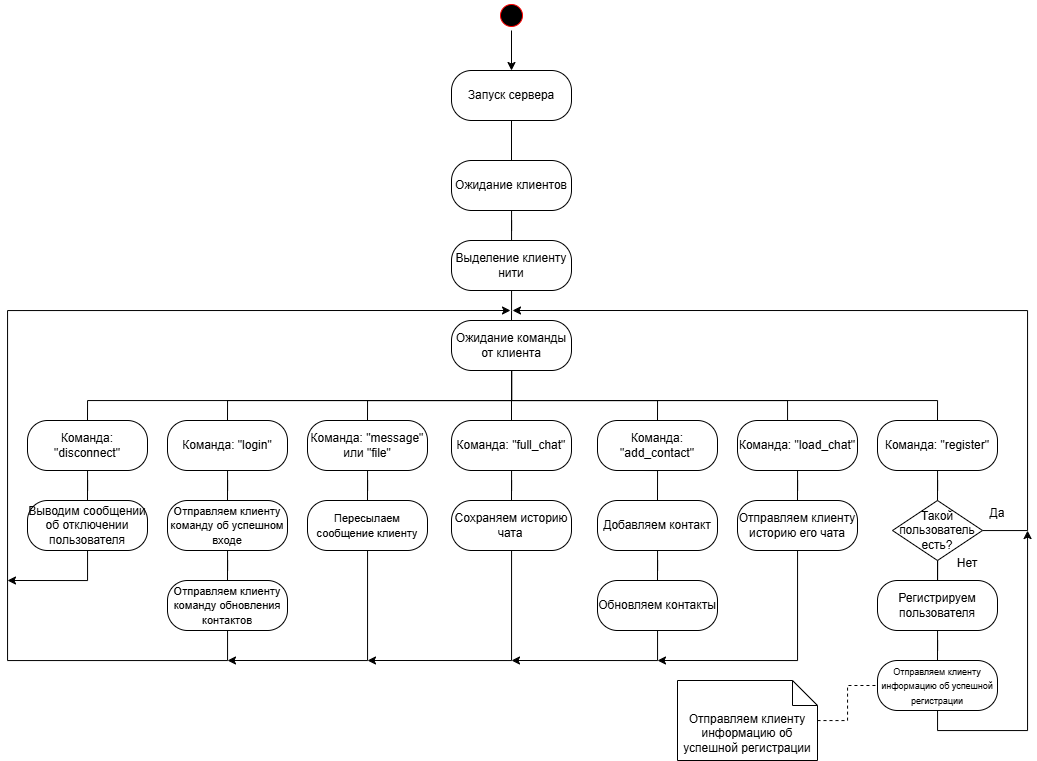 Запуск сервера
Ожидание клиентов
Выделение клиенту
нити
Ожидание команды
от клиента
Команда:
"disconnect"
Команда: "login"
Команда: "message"
или "file"
Команда: "full_chat"
Команда:
"add_contact"
Команда: "load_chat"
Команда: "register"
Выводим сообщений
об отключении
пользователя
Отправляем клиенту
команду об успешном
входе
Пересылаем
сообщение клиенту
Сохраняем историю
чата
Добавляем контакт
Отправляем клиенту
историю его чата
Такой
пользователь
есть?
Да
Нет
Отправляем клиенту
команду обновления
контактов
Обновляем контакты
Регистрируем
пользователя
Отправляем клиенту
информацию об успешной
регистрации
Отправляем клиенту
информацию об
успешной регистрации